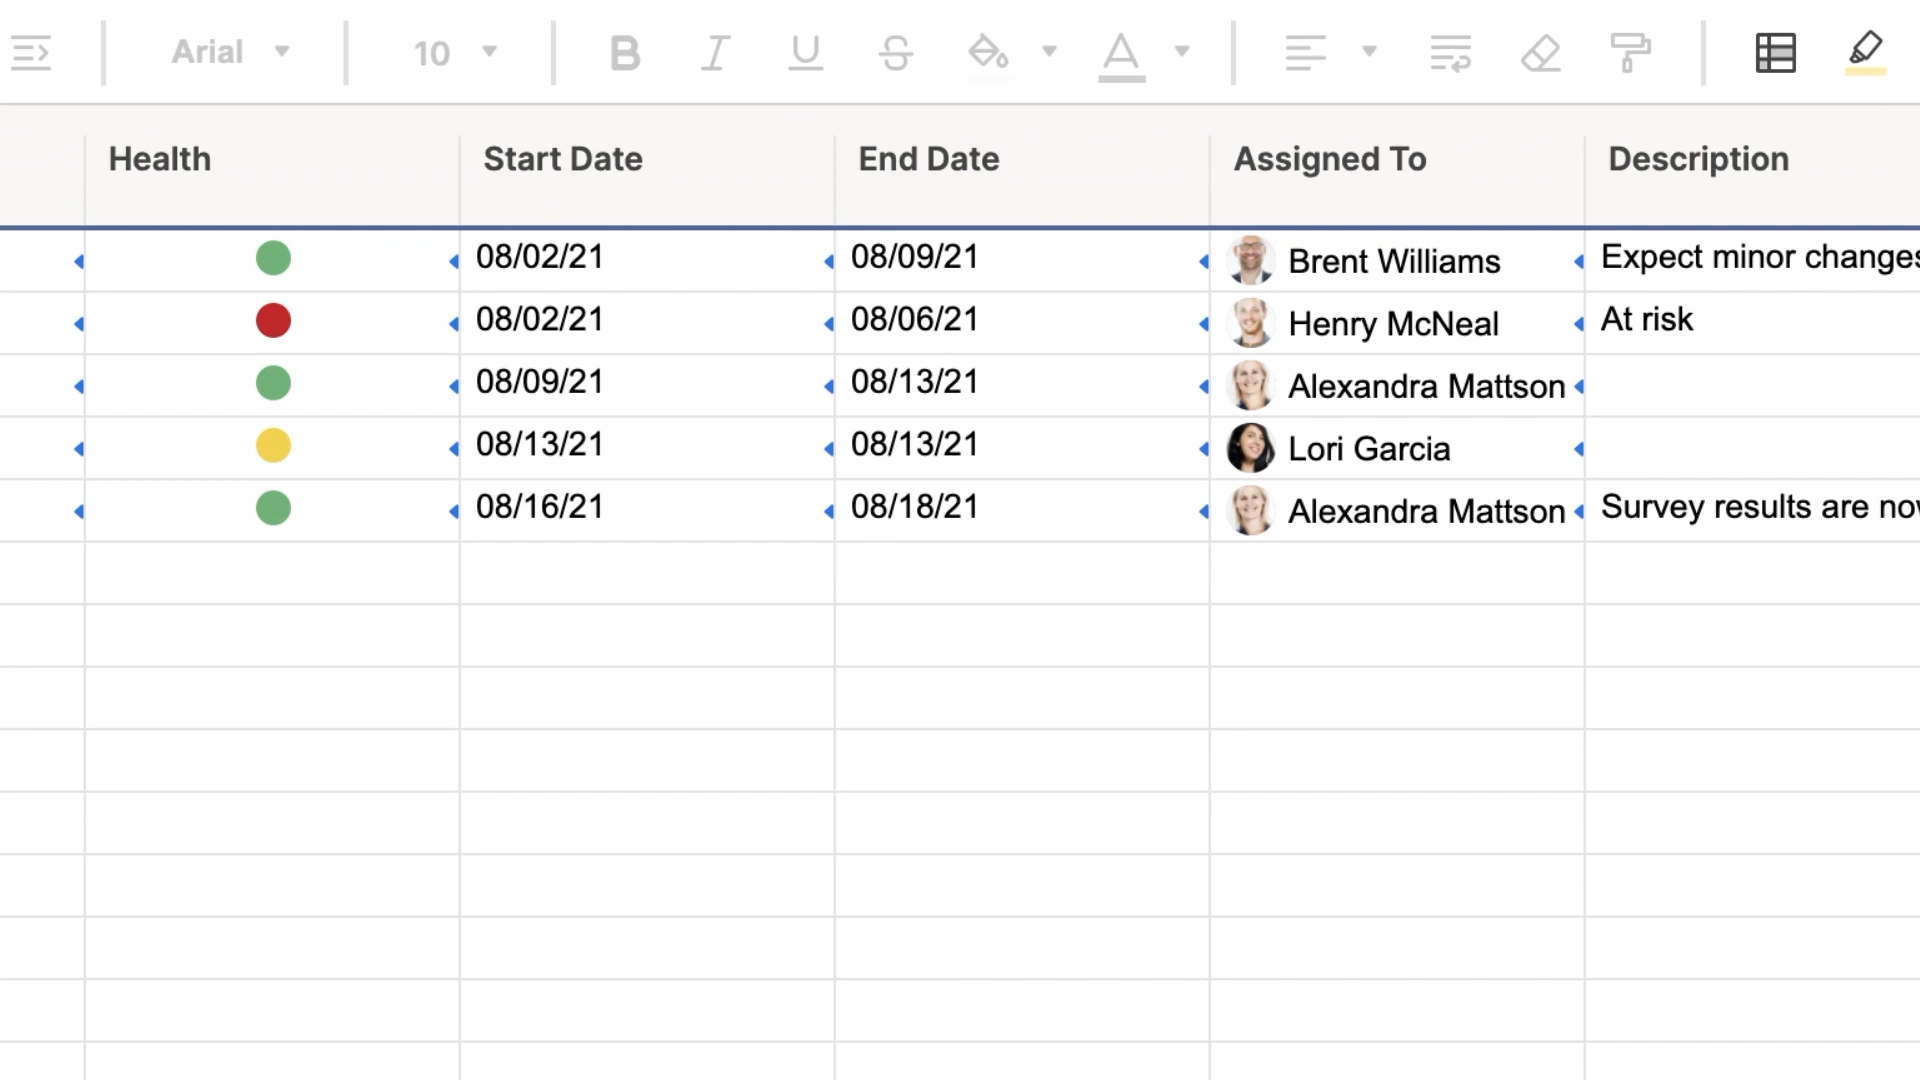 Arial 10 B I U S A
Health Start Date End Date Assigned To Description
08/02/21 08/09/21 Brent Williams Expect minor changes
08/02/21 08/06/21 Henry McNeal At risk
08/09/21 08/13/21 Alexandra Mattson
08/13/21 08/13/21 Lori Garcia
08/16/21 08/18/21 Alexandra Mattson Survey results are